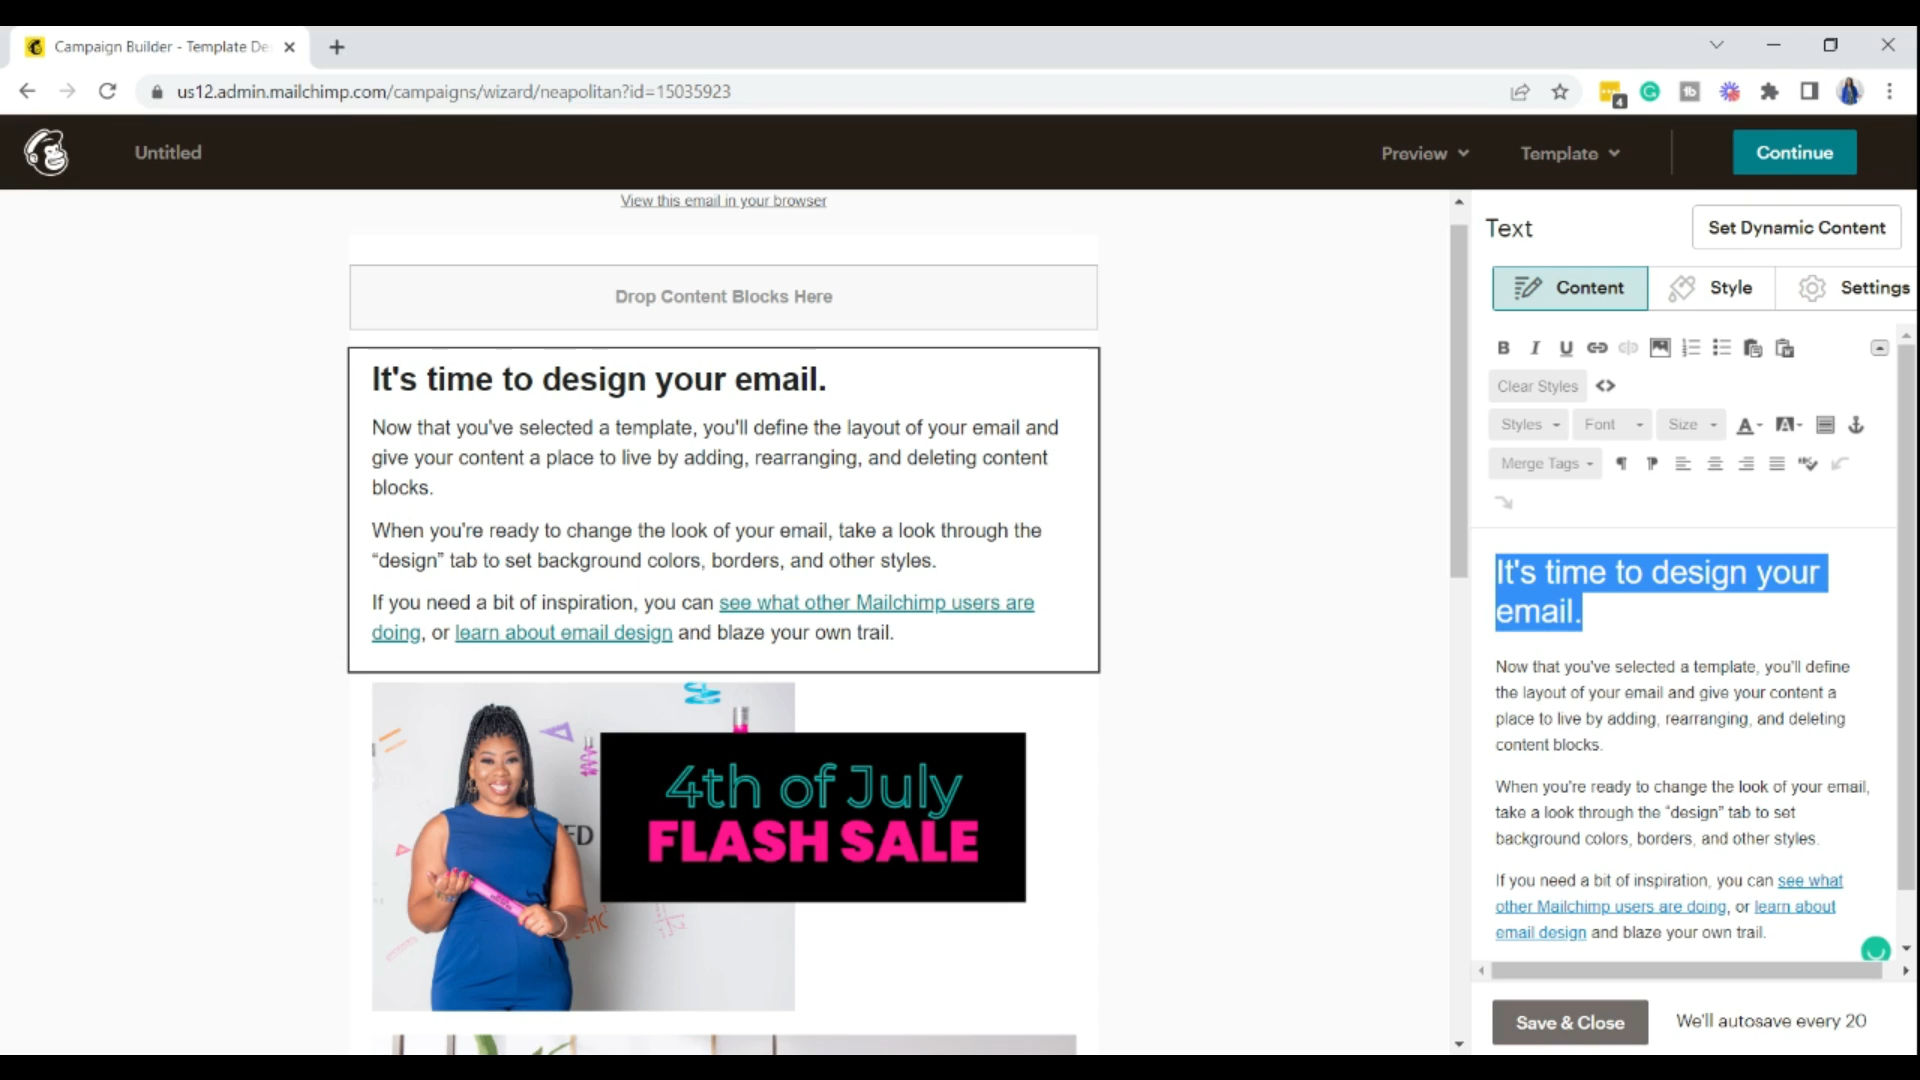 Campaign Builder - Template De
us12.admin.mailchimp.com/campaigns/wizard/neapolitan?id=15035923
4
Untitled
Preview
Template
Continue
View this email in your browser
Drop Content Blocks Here
It's time to design your email.
Now that you've selected a template, you'll define the layout of your email and
give your content a place to live by adding, rearranging, and deleting content
blocks.
When you're ready to change the look of your email, take a look through the
“design” tab to set background colors, borders, and other styles.
If you need a bit of inspiration, you can see what other Mailchimp users are
doing, or learn about email design and blaze your own trail.
ED
4th of July
FLASH SALE
Text
Set Dynamic Content
Content
Style
Settings
B I U
Clear Styles
Styles
Font
Size
A
A
Merge Tags
It's time to design your
email.
Now that you've selected a template, you'll define
the layout of your email and give your content a
place to live by adding, rearranging, and deleting
content blocks.
When you're ready to change the look of your email,
take a look through the “design” tab to set
background colors, borders, and other styles.
If you need a bit of inspiration, you can see what
other Mailchimp users are doing, or learn about
email design and blaze your own trail.
Save & Close
We'll autosave every 20